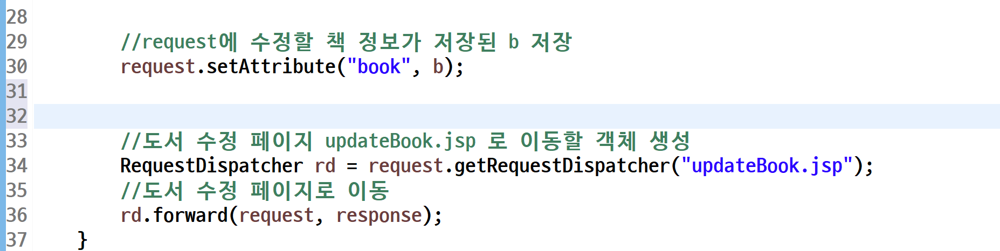 28
29 //request에 수정할 책 정보가 저장된 b 저장
30 request.setAttribute("book", b);
31
32
33 //도서 수정 페이지 updateBook.jsp 로 이동할 객체 생성
34 RequestDispatcher rd = request.getRequestDispatcher("updateBook.jsp");
35 //도서 수정 페이지로 이동
36 rd.forward(request, response);
37 }